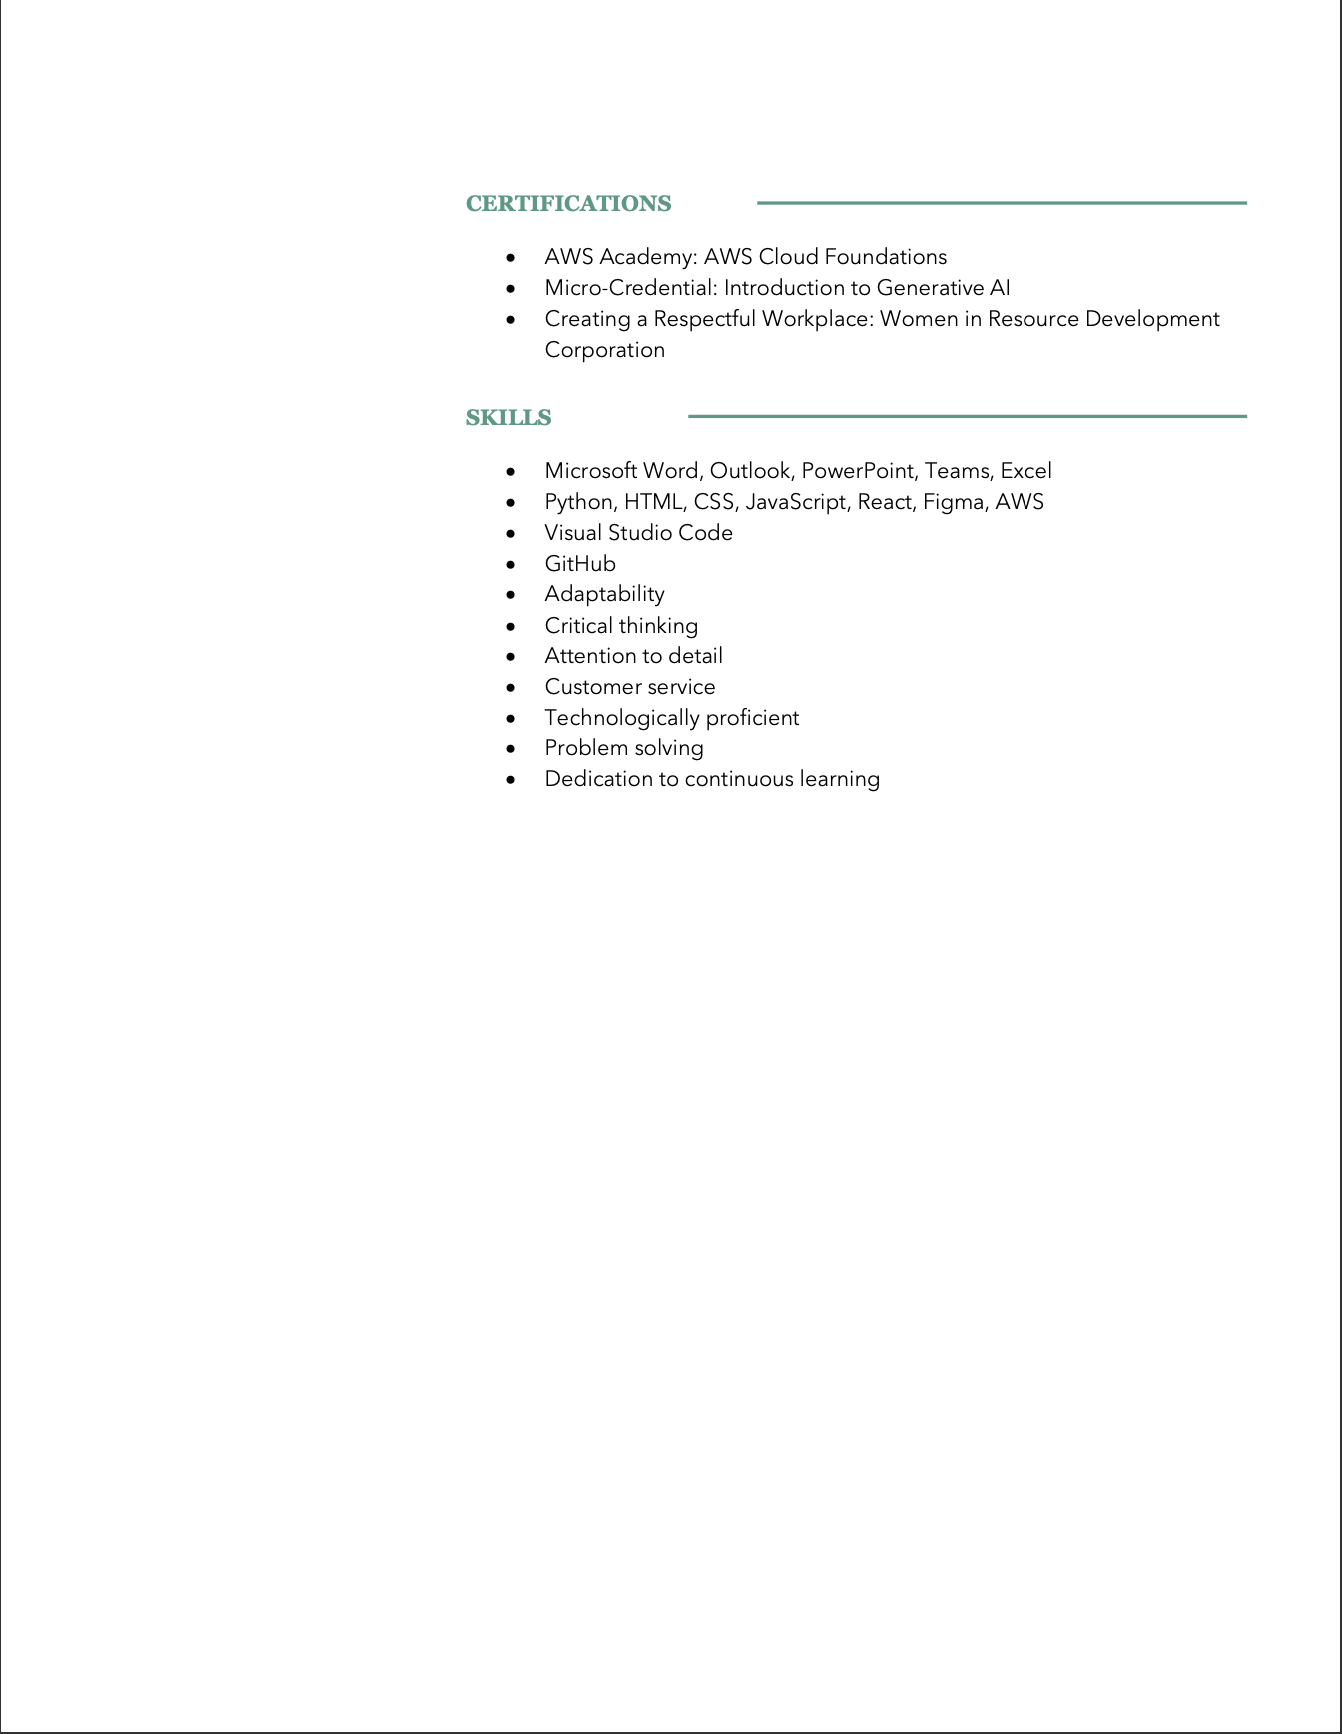 CERTIFICATIONS
• AWS Academy: AWS Cloud Foundations
• Micro-Credential: Introduction to Generative AI
• Creating a Respectful Workplace: Women in Resource Development
Corporation
SKILLS
• Microsoft Word, Outlook, PowerPoint, Teams, Excel
• Python, HTML, CSS, JavaScript, React, Figma, AWS
• Visual Studio Code
• GitHub
• Adaptability
• Critical thinking
• Attention to detail
• Customer service
• Technologically proficient
• Problem solving
• Dedication to continuous learning